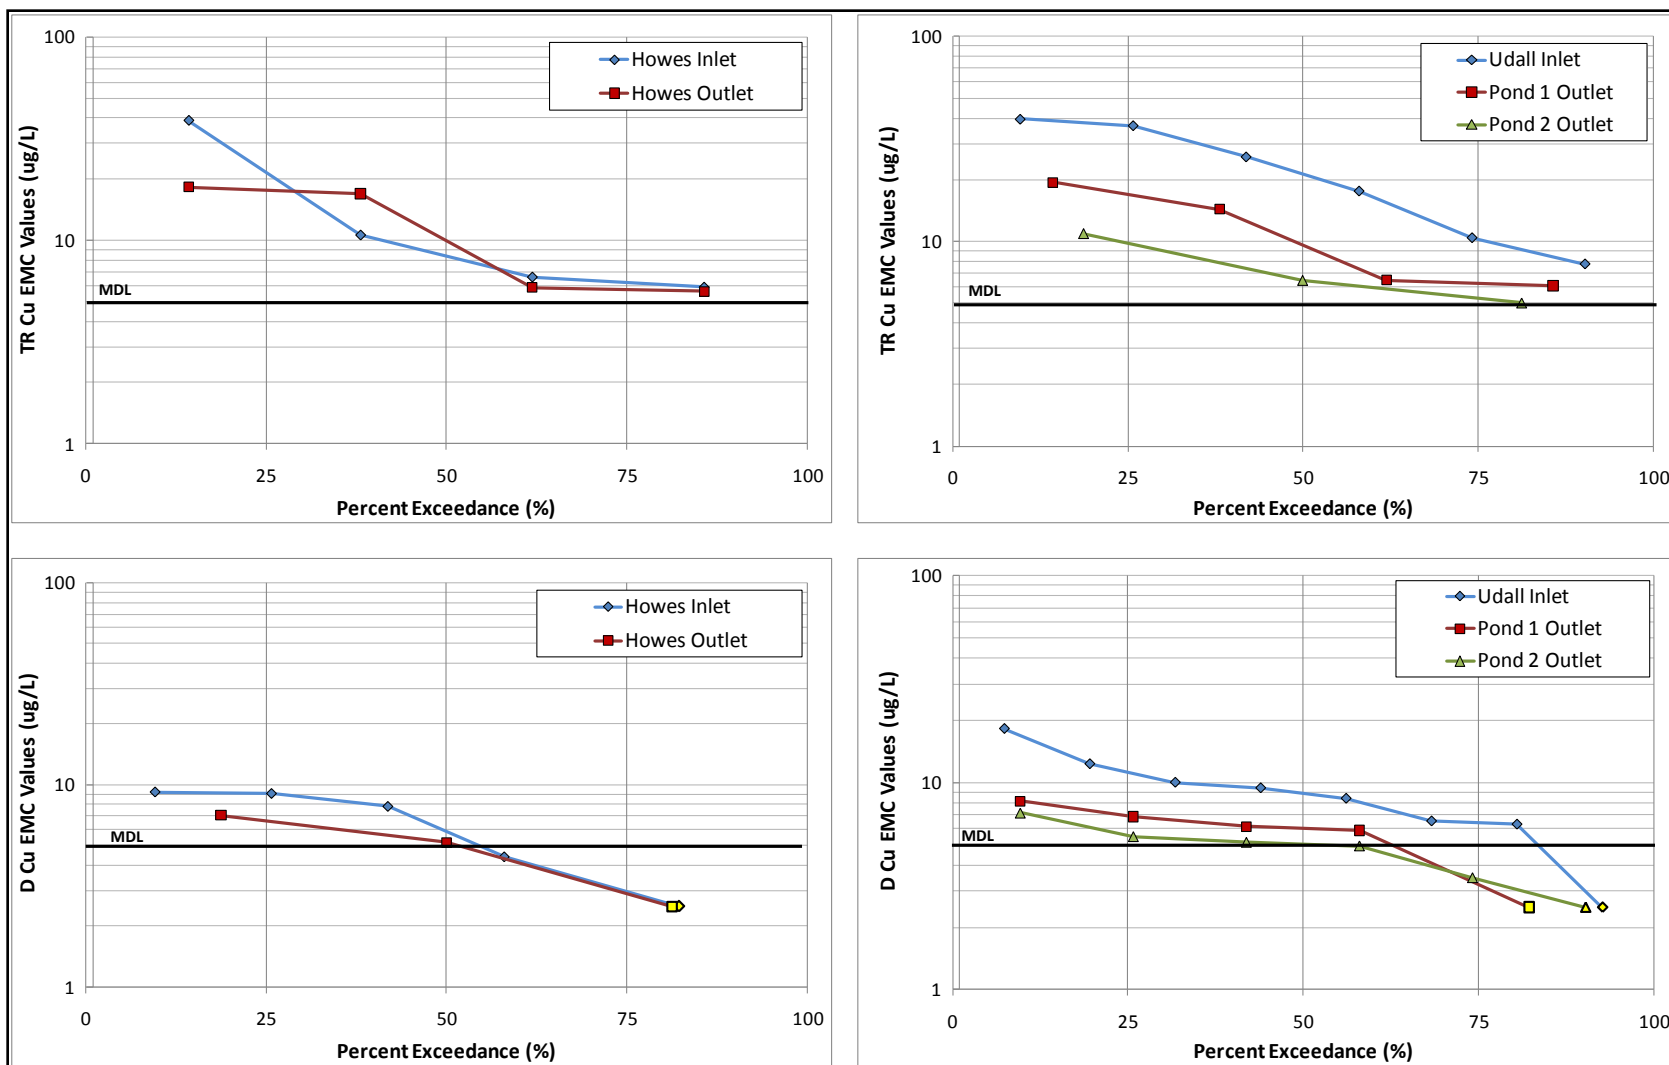 100
10
1
TR Cu EMC Values (ug/L)
Howes Inlet
Howes Outlet
MDL
0 25 50 75 100
Percent Exceedance (%)
100
10
1
TR Cu EMC Values (ug/L)
Udall Inlet
Pond 1 Outlet
Pond 2 Outlet
MDL
0 25 50 75 100
Percent Exceedance (%)
100
10
1
D Cu EMC Values (ug/L)
Howes Inlet
Howes Outlet
MDL
0 25 50 75 100
Percent Exceedance (%)
100
10
1
D Cu EMC Values (ug/L)
Udall Inlet
Pond 1 Outlet
Pond 2 Outlet
MDL
0 25 50 75 100
Percent Exceedance (%)